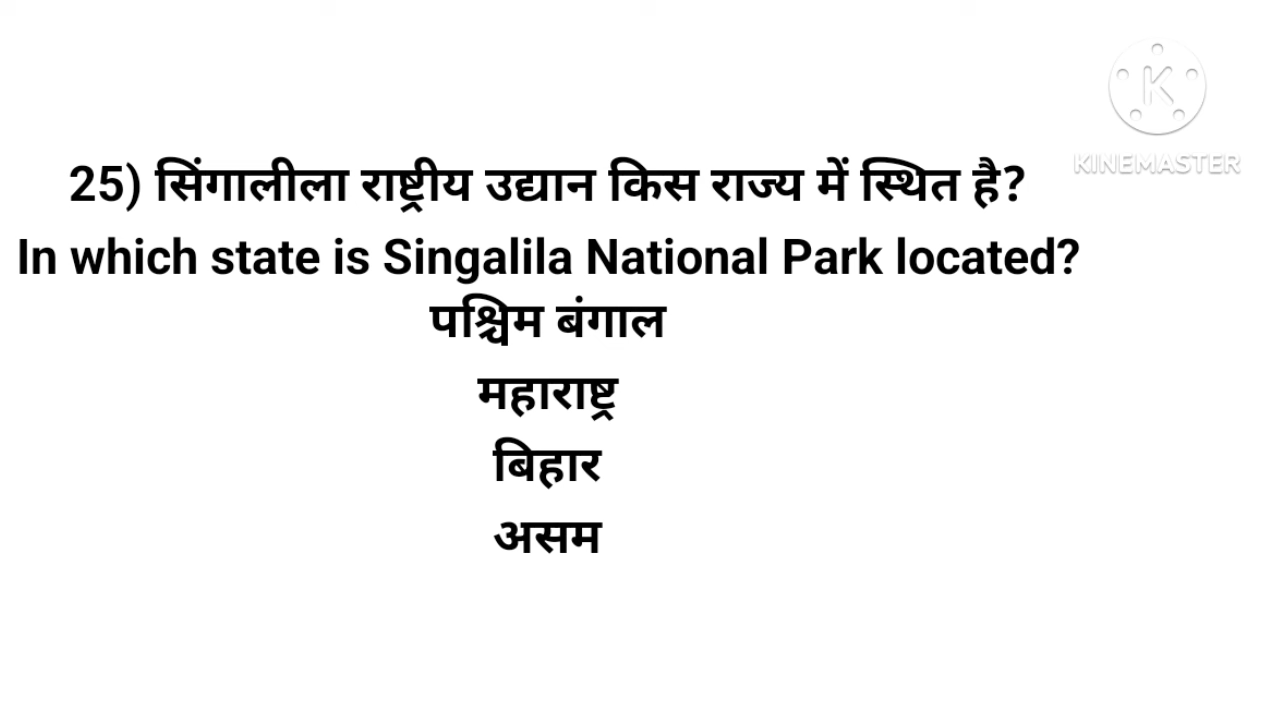 KINEMASTER
25) सिंगालीला राष्ट्रीय उद्यान किस राज्य में स्थित है?
In which state is Singalila National Park located?
पश्चिम बंगाल
महाराष्ट्र
बिहार
असम